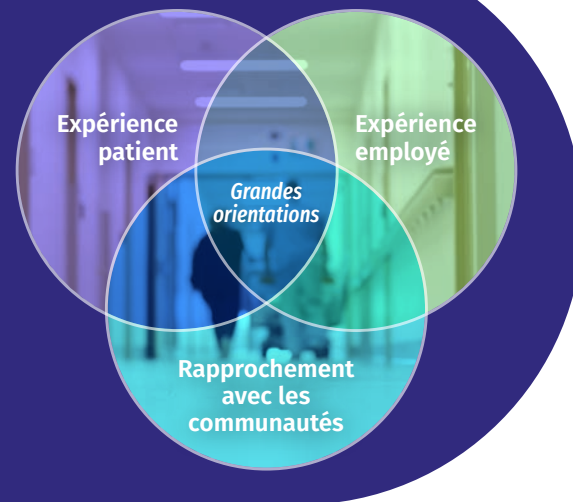 Expérience
patient
Expérience
employé
Grandes
orientations
Rapprochement
avec les
communautés